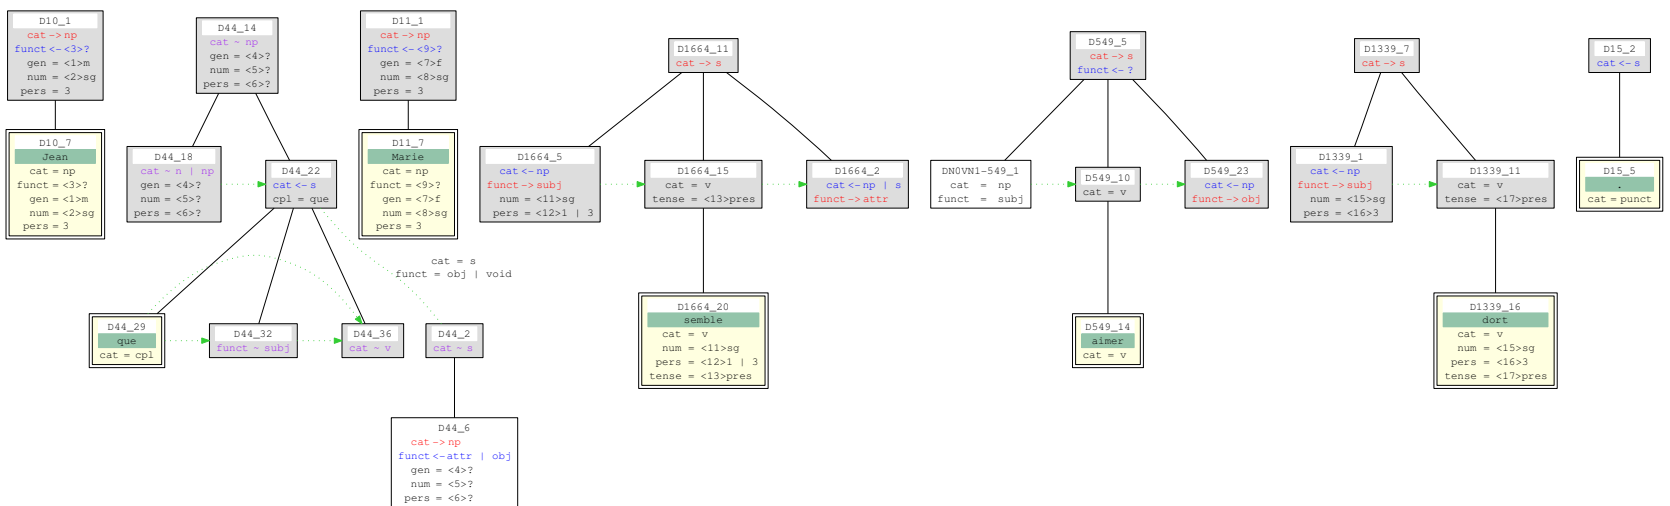 D10_1
cat -> np
funct <- <3>?
gen = <1>m
num = <2>sg
pers = 3
D10_7
Jean
cat = np
funct = <3>?
gen = <1>m
num = <2>sg
pers = 3
D44_14
cat ~ np
gen = <4>?
num = <5>?
pers = <6>?
D44_18
cat ~ n | np
gen = <4>?
num = <5>?
pers = <6>?
D44_22
cat <- s
cpl = que
D44_29
que
cat = cpl
D44_32
funct ~ subj
D44_36
cat ~ v
cat = s
funct = obj | void
D44_2
cat ~ s
D44_6
cat -> np
funct <- attr | obj
gen = <4>?
num = <5>?
pers = <6>?
D11_1
cat -> np
funct <- <9>?
gen = <7>f
num = <8>sg
pers = 3
D11_7
Marie
cat = np
funct = <9>?
gen = <7>f
num = <8>sg
pers = 3
D1664_11
cat -> s
D1664_5
cat <- np
funct -> subj
num = <11>sg
pers = <12>1 | 3
D1664_15
cat = v
tense = <13>pres
D1664_2
cat <- np | s
funct -> attr
D1664_20
semble
cat = v
num = <11>sg
pers = <12>1 | 3
tense = <13>pres
D549_5
cat -> s
funct <- ?
DN0VN1-549_1
cat = np
funct = subj
D549_10
cat = v
D549_23
cat <- np
funct -> obj
D549_14
aimer
cat = v
D1339_7
cat -> s
D1339_1
cat <- np
funct -> subj
num = <15>sg
pers = <16>3
D1339_11
cat = v
tense = <17>pres
D1339_16
dort
cat = v
num = <15>sg
pers = <16>3
tense = <17>pres
D15_2
cat <- s
D15_5
.
cat = punct